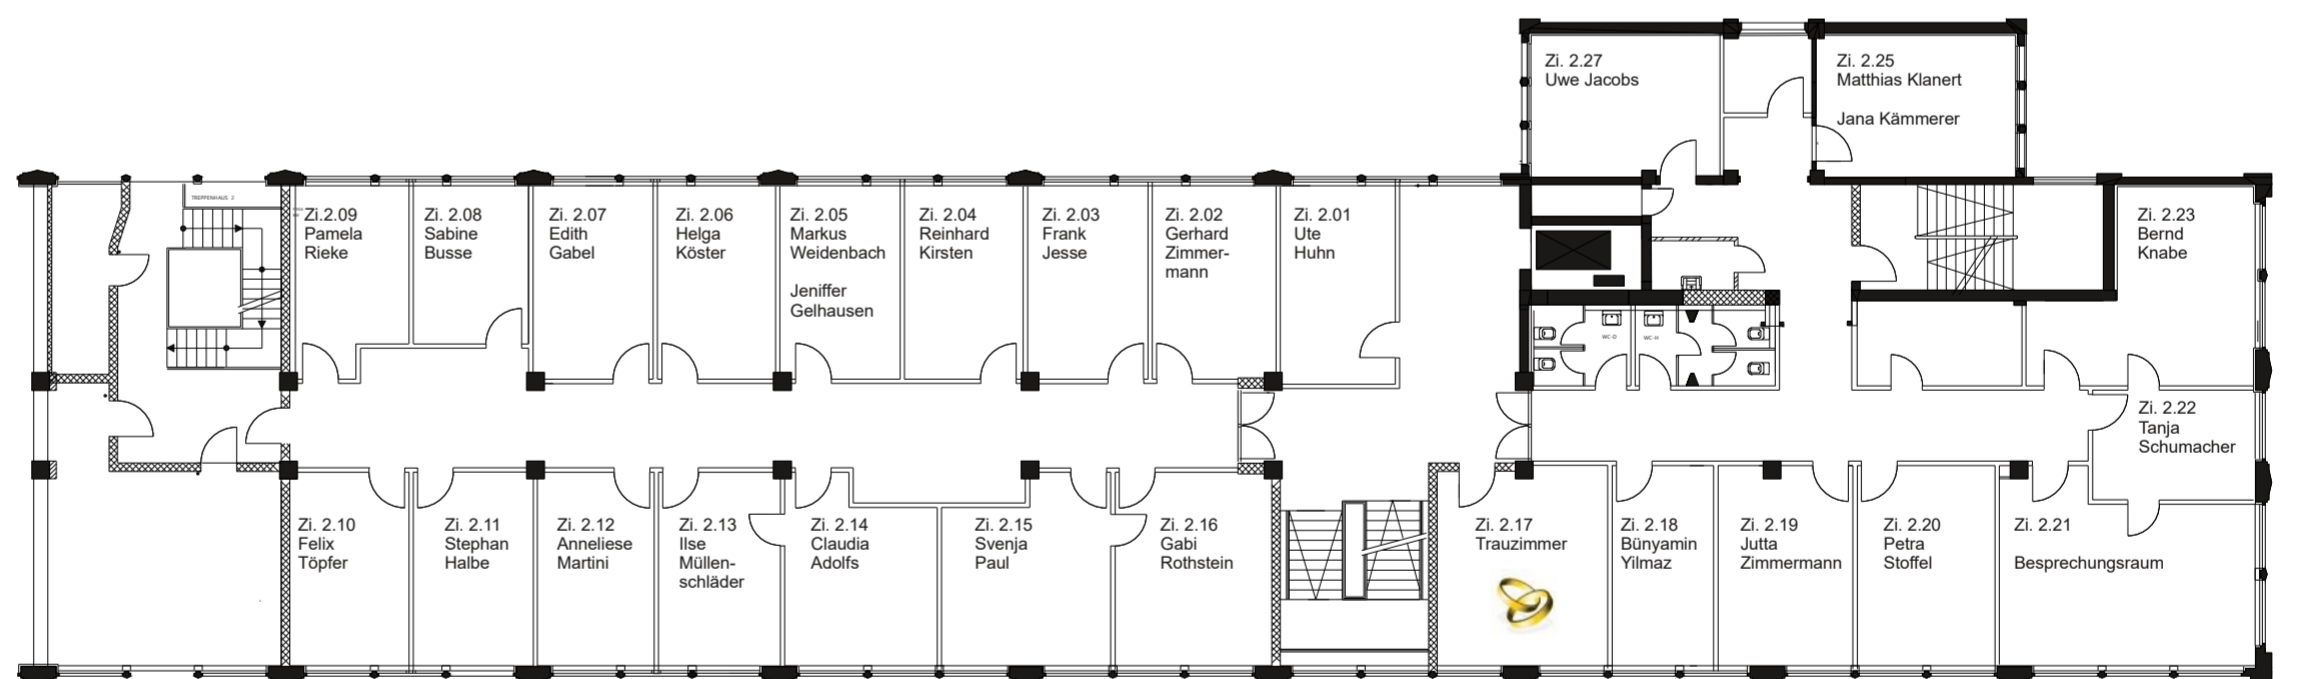 Zi. 2.27
Uwe Jacobs
Zi. 2.25
Matthias Klanert
Jana Kämmerer
TREPPENHAUS 2
Zi.2.09
Pamela
Rieke
Zi. 2.08
Sabine
Busse
Zi. 2.07
Edith
Gabel
Zi. 2.06
Helga
Köster
Zi. 2.05
Markus
Weidenbach
Jeniffer
Gelhausen
Zi. 2.04
Reinhard
Kirsten
Zi. 2.03
Frank
Jesse
Zi. 2.02
Gerhard
Zimmer-
mann
Zi. 2.01
Ute
Huhn
Zi. 2.23
Bernd
Knabe
WC-D
WC-H
Zi. 2.22
Tanja
Schumacher
Zi. 2.10
Felix
Töpfer
Zi. 2.11
Stephan
Halbe
Zi. 2.12
Anneliese
Martini
Zi. 2.13
Ilse
Müllen-
schläder
Zi. 2.14
Claudia
Adolfs
Zi. 2.15
Svenja
Paul
Zi. 2.16
Gabi
Rothstein
Zi. 2.17
Trauzimmer
Zi. 2.18
Bünyamin
Yilmaz
Zi. 2.19
Jutta
Zimmermann
Zi. 2.20
Petra
Stoffel
Zi. 2.21
Besprechungsraum